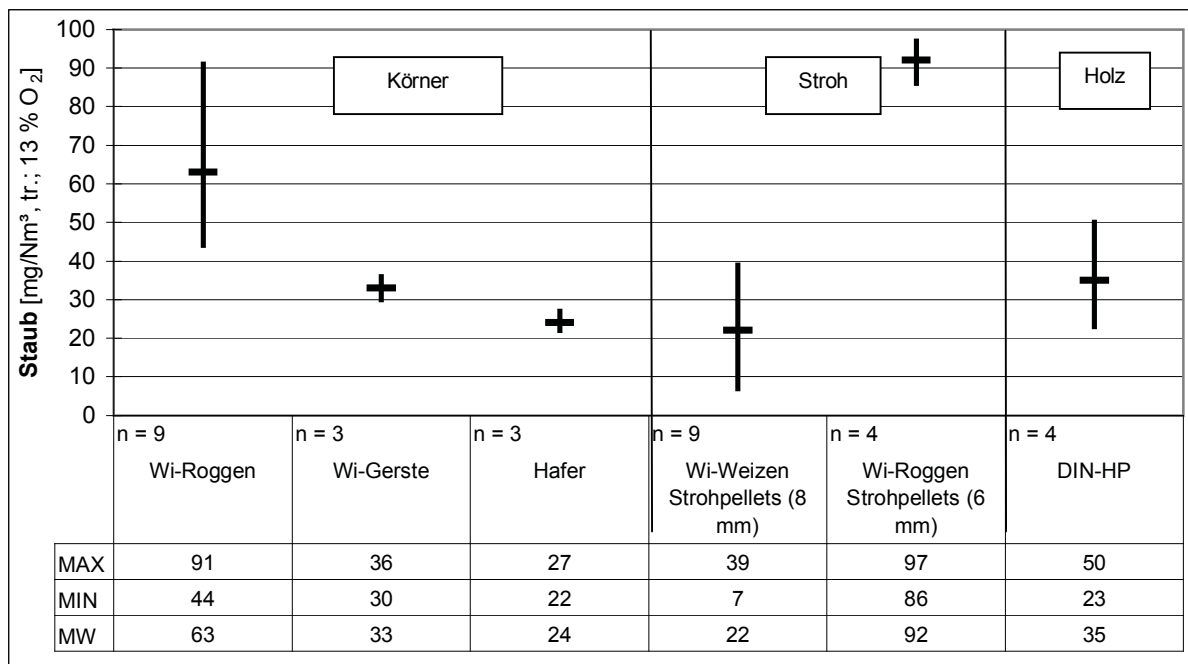 Staub [mg/Nm³, tr.; 13 % O₂]
100
90
80
70
60
50
40
30
20
10
0
Körner
Stroh
Holz
n = 9
n = 3
n = 3
n = 9
n = 4
n = 4
Wi-Roggen
Wi-Gerste
Hafer
Wi-Weizen
Strohpellets (8
mm)
Wi-Roggen
Strohpellets (6
mm)
DIN-HP
MAX 91 36 27 39 97 50
MIN 44 30 22 7 86 23
MW 63 33 24 22 92 35